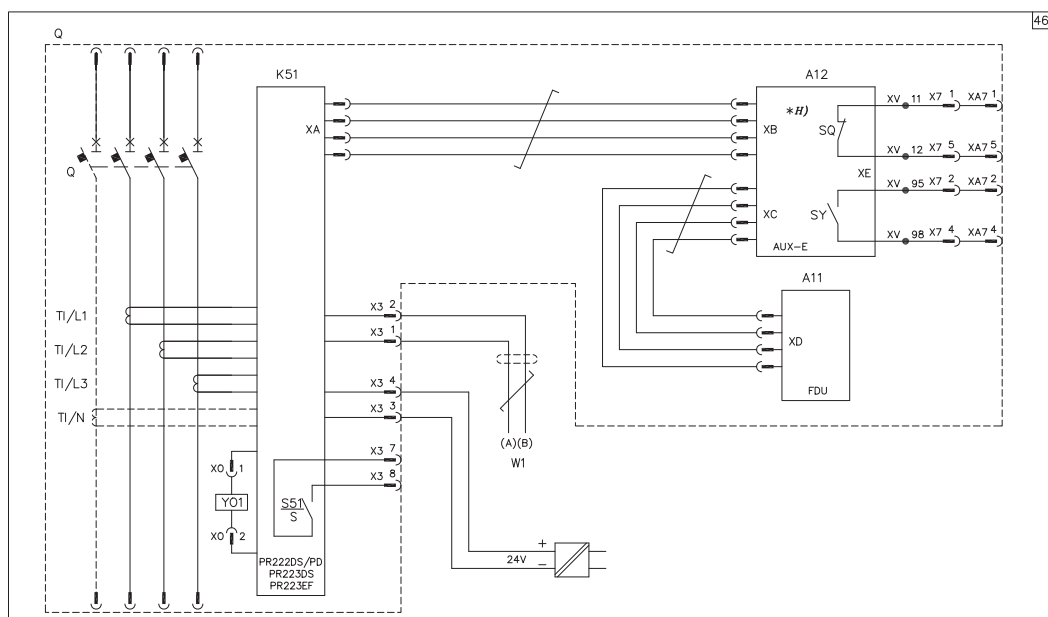 46
Q
K51
A12
XA
*H)
XB
SQ
XE
XV 11 X7 1 XA7 1
XV 12 X7 5 XA7 5
XV 95 X7 2 XA7 2
XC
SY
XV 98 X7 4 XA7 4
AUX-E
A11
XD
FDU
Q
TI/L1
TI/L2
TI/L3
TI/N
X3 2
X3 1
X3 4
X3 3
X3 7
X3 8
(A)(B)
W1
XO 1
YO1
XO 2
S51
S
PR222DS/PD
PR223DS
PR223EF
+
24V
−